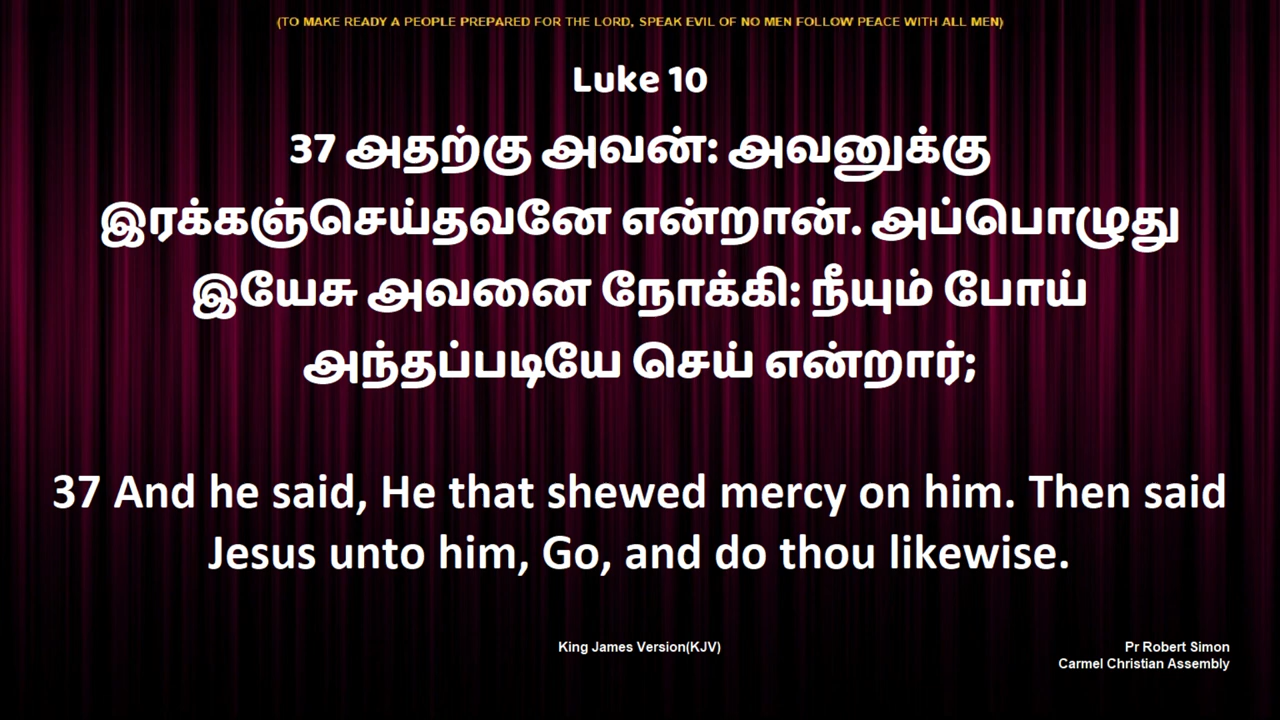 (TO MAKE READY A PEOPLE PREPARED FOR THE LORD, SPEAK EVIL OF NO MEN FOLLOW PEACE WITH ALL MEN)
Luke 10
37 அதற்கு அவன்: அவனுக்கு
இரக்கஞ்செய்தவனே என்றான். அப்பொழுது
இயேசு அவனை நோக்கி: நீயும் போய்
அந்தப்படியே செய் என்றார்;
37 And he said, He that shewed mercy on him. Then said
Jesus unto him, Go, and do thou likewise.
King James Version(KJV)
Pr Robert Simon
Carmel Christian Assembly